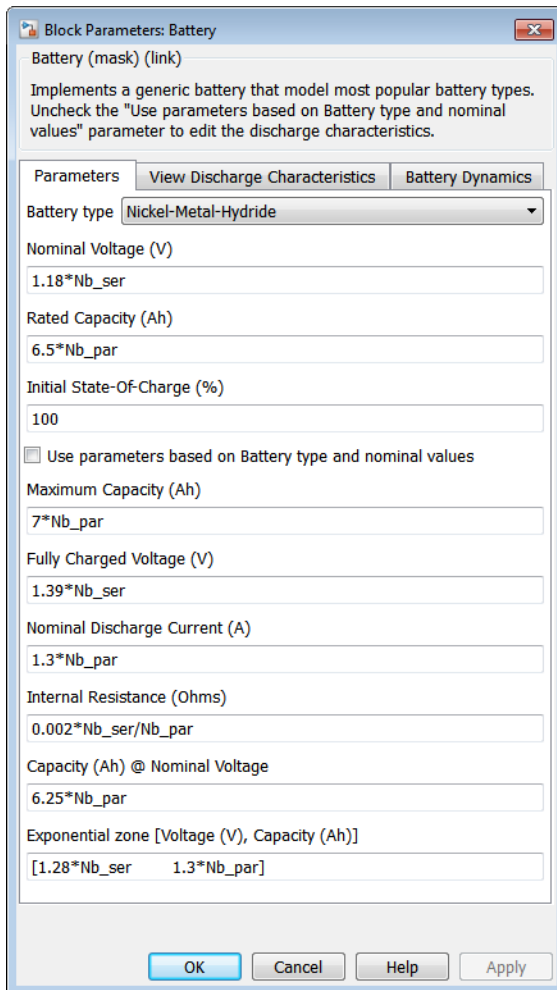 Block Parameters: Battery
Battery (mask) (link)
Implements a generic battery that model most popular battery types.
Uncheck the "Use parameters based on Battery type and nominal
values" parameter to edit the discharge characteristics.
Parameters View Discharge Characteristics Battery Dynamics
Battery type Nickel-Metal-Hydride
Nominal Voltage (V)
1.18*Nb_ser
Rated Capacity (Ah)
6.5*Nb_par
Initial State-Of-Charge (%)
100
Use parameters based on Battery type and nominal values
Maximum Capacity (Ah)
7*Nb_par
Fully Charged Voltage (V)
1.39*Nb_ser
Nominal Discharge Current (A)
1.3*Nb_par
Internal Resistance (Ohms)
0.002*Nb_ser/Nb_par
Capacity (Ah) @ Nominal Voltage
6.25*Nb_par
Exponential zone [Voltage (V), Capacity (Ah)]
[1.28*Nb_ser 1.3*Nb_par]
OK Cancel Help Apply